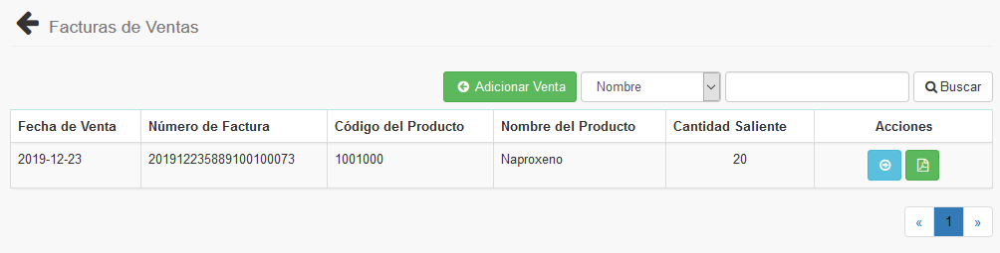 Facturas de Ventas
Adicionar Venta Nombre Buscar
Fecha de Venta Número de Factura Código del Producto Nombre del Producto Cantidad Saliente Acciones
2019-12-23 201912235889100100073 1001000 Naproxeno 20
« 1 »